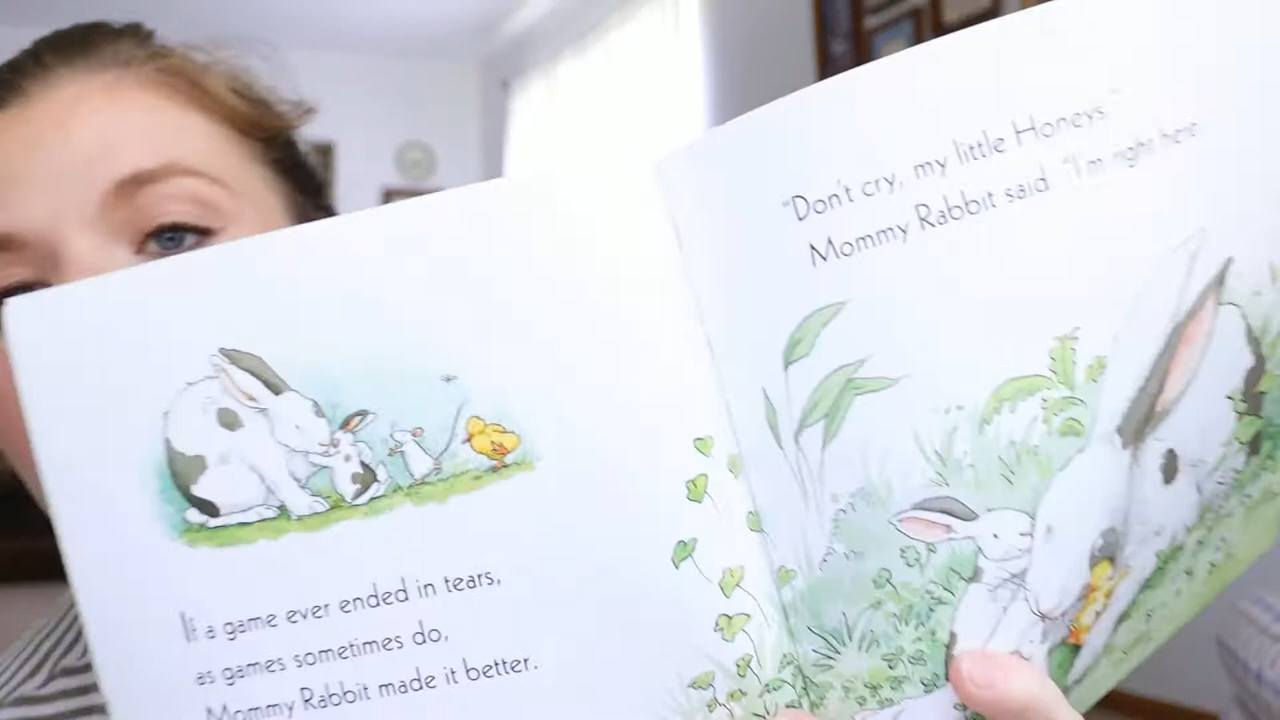 If a game ever ended in tears,
as games sometimes do,
Mommy Rabbit made it better.
"Don't cry, my little Honeys,"
Mommy Rabbit said. "I'm right here